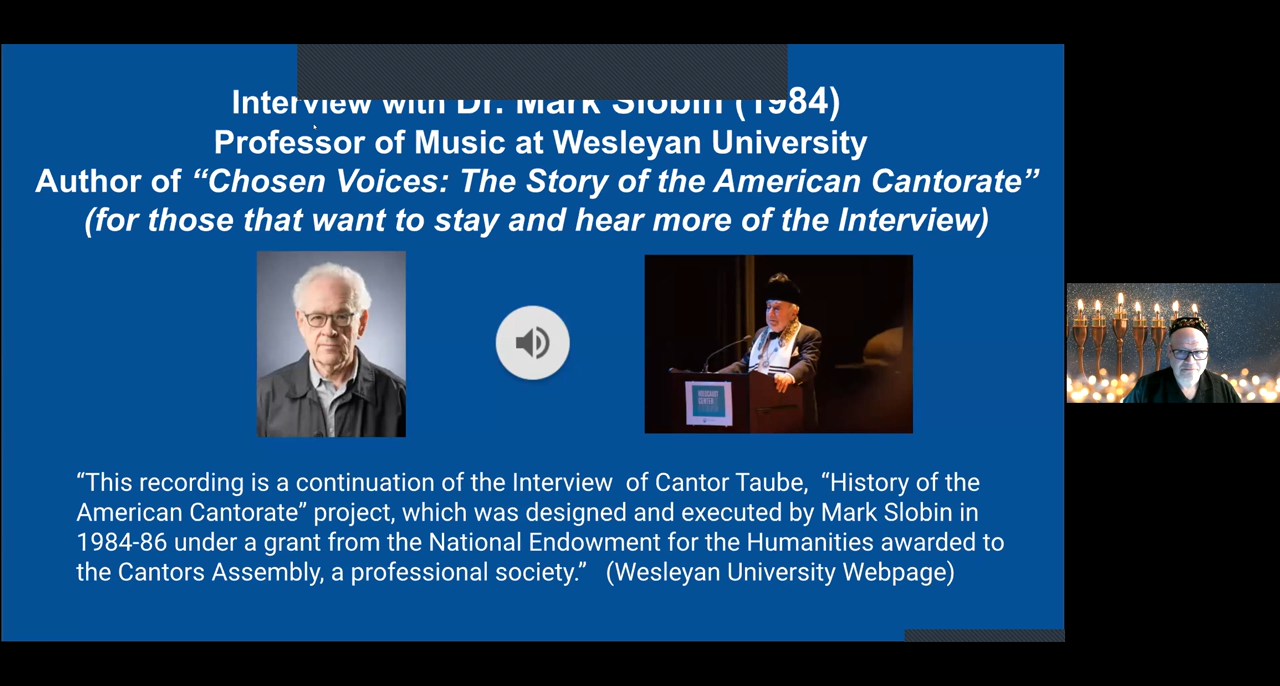 Interview with Dr. Mark Slobin (1984)
Professor of Music at Wesleyan University
Author of “Chosen Voices: The Story of the American Cantorate”
(for those that want to stay and hear more of the Interview)
HOLOCAUST
CENTER
“This recording is a continuation of the Interview of Cantor Taube, “History of the
American Cantorate” project, which was designed and executed by Mark Slobin in
1984-86 under a grant from the National Endowment for the Humanities awarded to
the Cantors Assembly, a professional society.” (Wesleyan University Webpage)